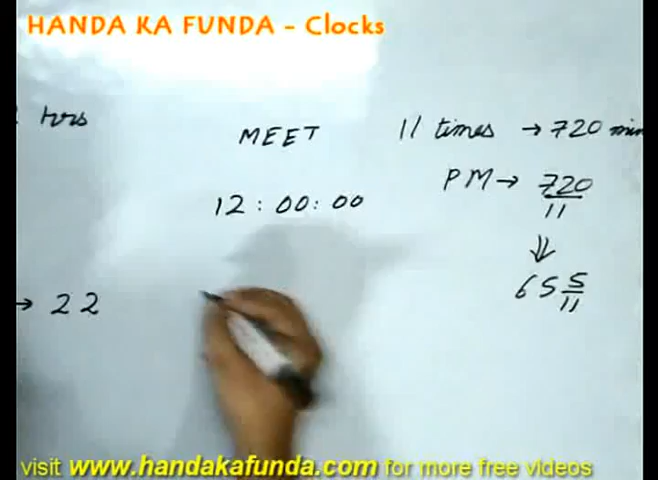 HANDA KA FUNDA - Clocks
hrs
MEET
11 times → 720 min
PM → 720/11
12 : 00 : 00
⇓
65 5/11
→ 22
visit www.handakafunda.com for more free videos